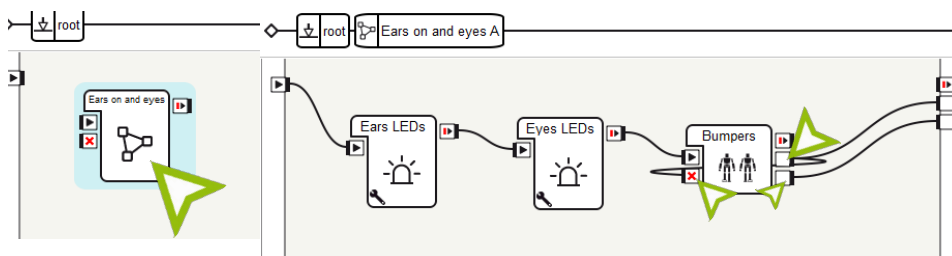 root
root
Ears on and eyes A
Ears on and eyes
Ears LEDs
Eyes LEDs
Bumpers